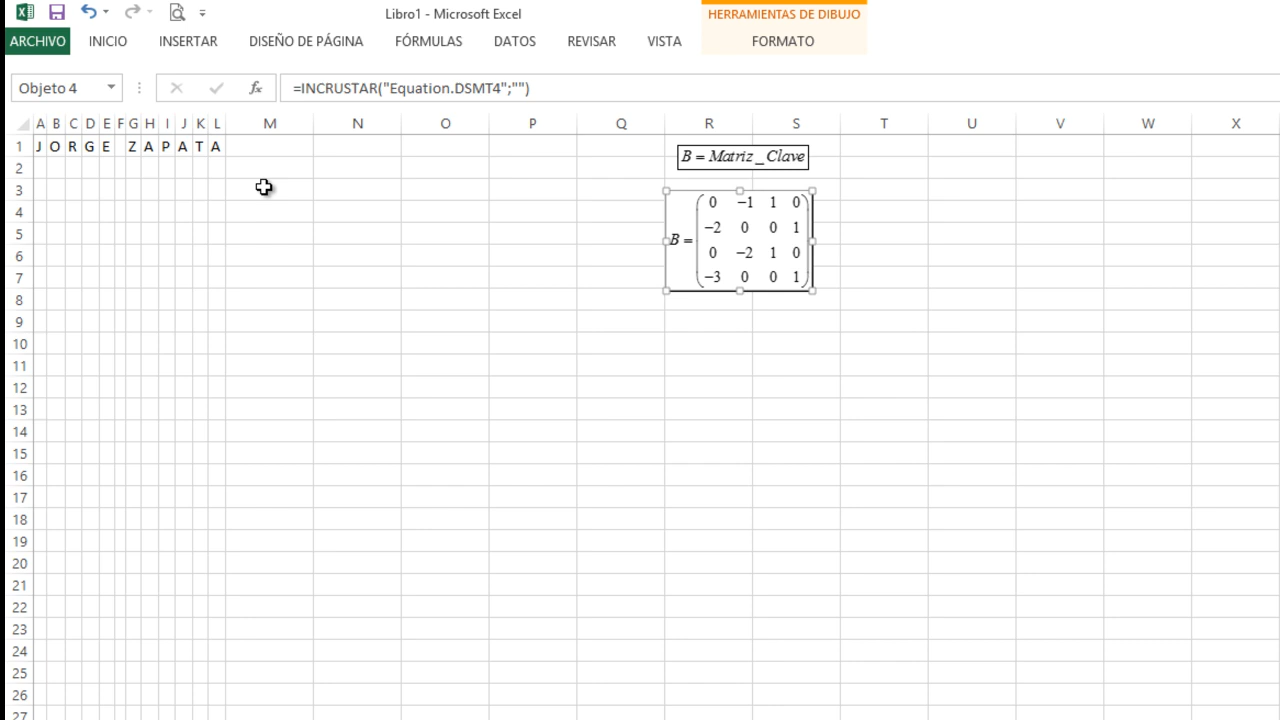 Libro1 - Microsoft Excel
HERRAMIENTAS DE DIBUJO
ARCHIVO INICIO INSERTAR DISEÑO DE PÁGINA FÓRMULAS DATOS REVISAR VISTA FORMATO
Objeto 4 fx =INCRUSTAR("Equation.DSMT4";"")
A B C D E F G H I J K L M N O P Q R S T U V W X
1 J O R G E Z A P A T A B = Matriz_Clave
2
3 0 −1 1 0
4 −2 0 0 1
5 B =
6 0 −2 1 0
7 −3 0 0 1
8
9
10
11
12
13
14
15
16
17
18
19
20
21
22
23
24
25
26
27